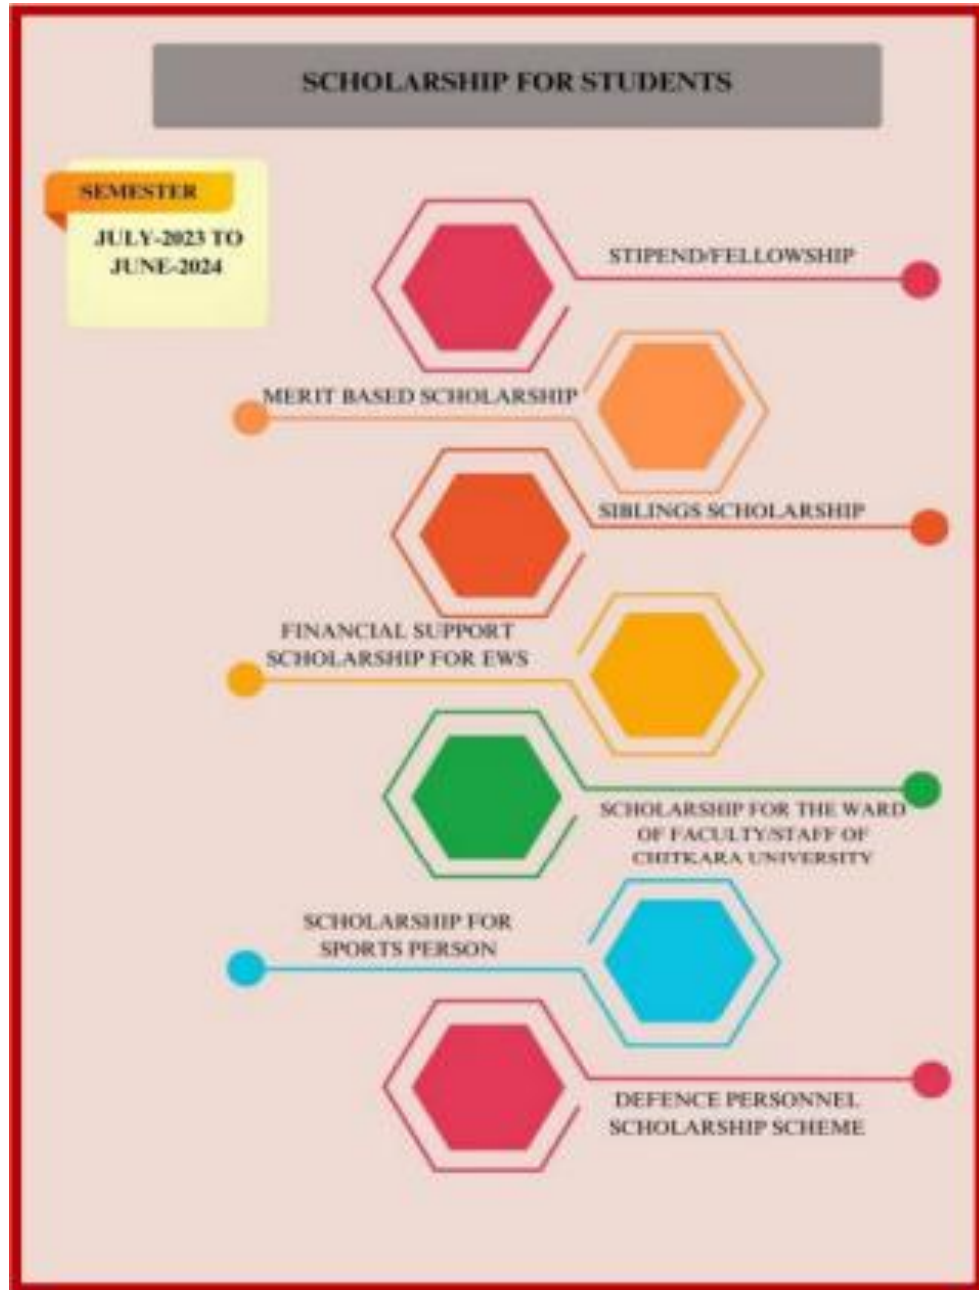 SCHOLARSHIP FOR STUDENTS
SEMESTER
JULY-2023 TO
JUNE-2024
STIPEND/FELLOWSHIP
MERIT BASED SCHOLARSHIP
SIBLINGS SCHOLARSHIP
FINANCIAL SUPPORT
SCHOLARSHIP FOR EWS
SCHOLARSHIP FOR THE WARD
OF FACULTY/STAFF OF
CHITKARA UNIVERSITY
SCHOLARSHIP FOR
SPORTS PERSON
DEFENCE PERSONNEL
SCHOLARSHIP SCHEME